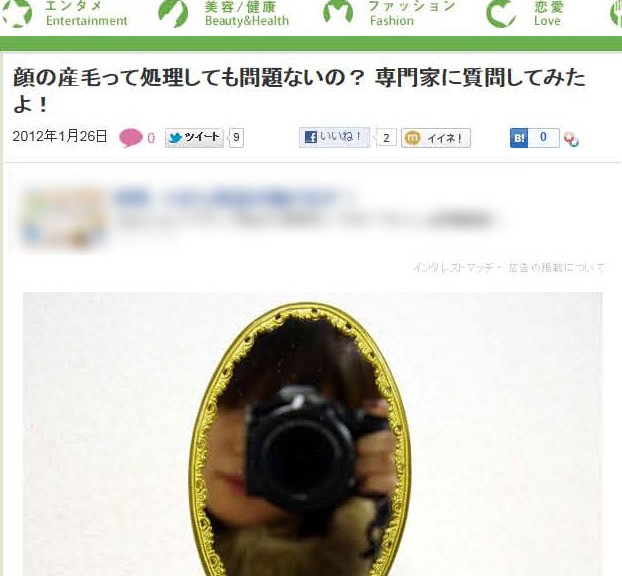 エンタメ
Entertainment
美容/健康
Beauty&Health
ファッション
Fashion
恋愛
Love
顔の産毛って処理しても問題ないの？ 専門家に質問してみた
よ！
2012年1月26日 0 ツイート 9 いいね！ 2 m イイネ！ B! 0
インタレストマッチ - 広告の掲載について